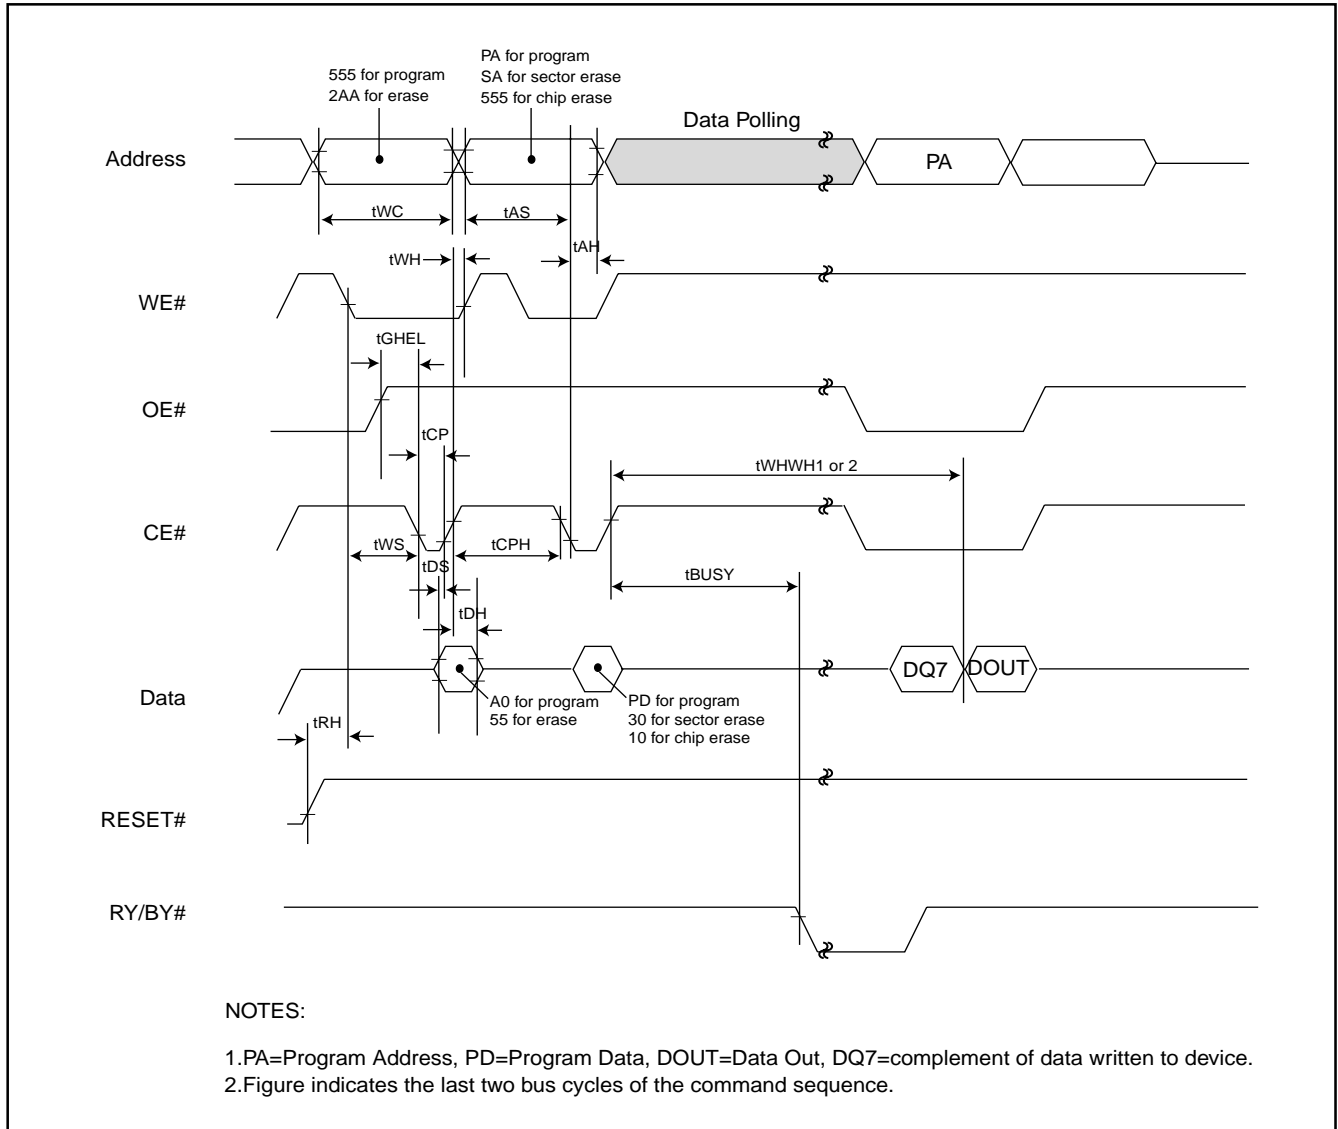 PA for program
SA for sector erase
555 for chip erase
555 for program
2AA for erase
Data Polling
Address
PA
tWC
tAS
tAH
tWH
WE#
tGHEL
OE#
tCP
tWHWH1 or 2
CE#
tWS
tCPH
tDS
tBUSY
tDH
DQ7
DOUT
Data
A0 for program
55 for erase
PD for program
30 for sector erase
10 for chip erase
tRH
RESET#
RY/BY#
NOTES:
1.PA=Program Address, PD=Program Data, DOUT=Data Out, DQ7=complement of data written to device.
2.Figure indicates the last two bus cycles of the command sequence.